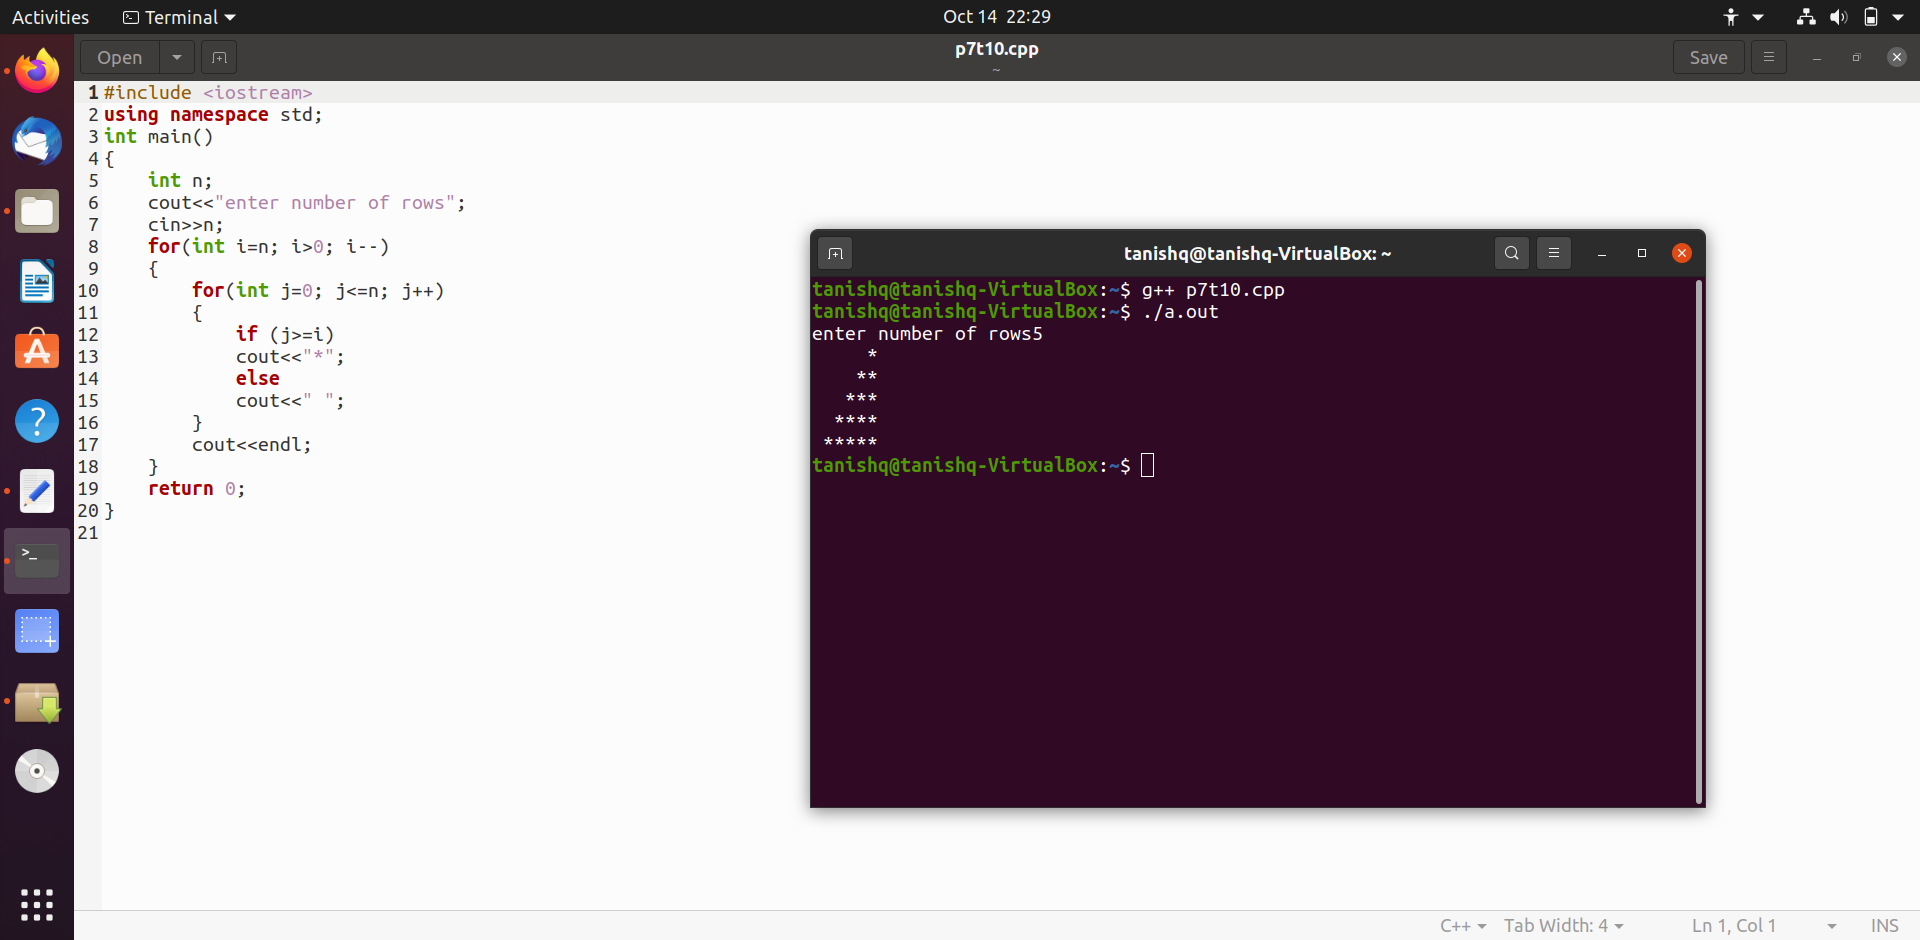 Activities Terminal Oct 14 22:29
Open p7t10.cpp Save
~
1 #include <iostream>
2 using namespace std;
3 int main()
4 {
5     int n;
6     cout<<"enter number of rows";
7     cin>>n;
8     for(int i=n; i>0; i--)
9     {
10         for(int j=0; j<=n; j++)
11         {
12             if (j>=i)
13             cout<<"*";
14             else
15             cout<<" ";
16         }
17         cout<<endl;
18     }
19     return 0;
20 }
21
tanishq@tanishq-VirtualBox: ~
tanishq@tanishq-VirtualBox:~$ g++ p7t10.cpp
tanishq@tanishq-VirtualBox:~$ ./a.out
enter number of rows5
     *
    **
   ***
  ****
 *****
tanishq@tanishq-VirtualBox:~$
C++ Tab Width: 4 Ln 1, Col 1 INS